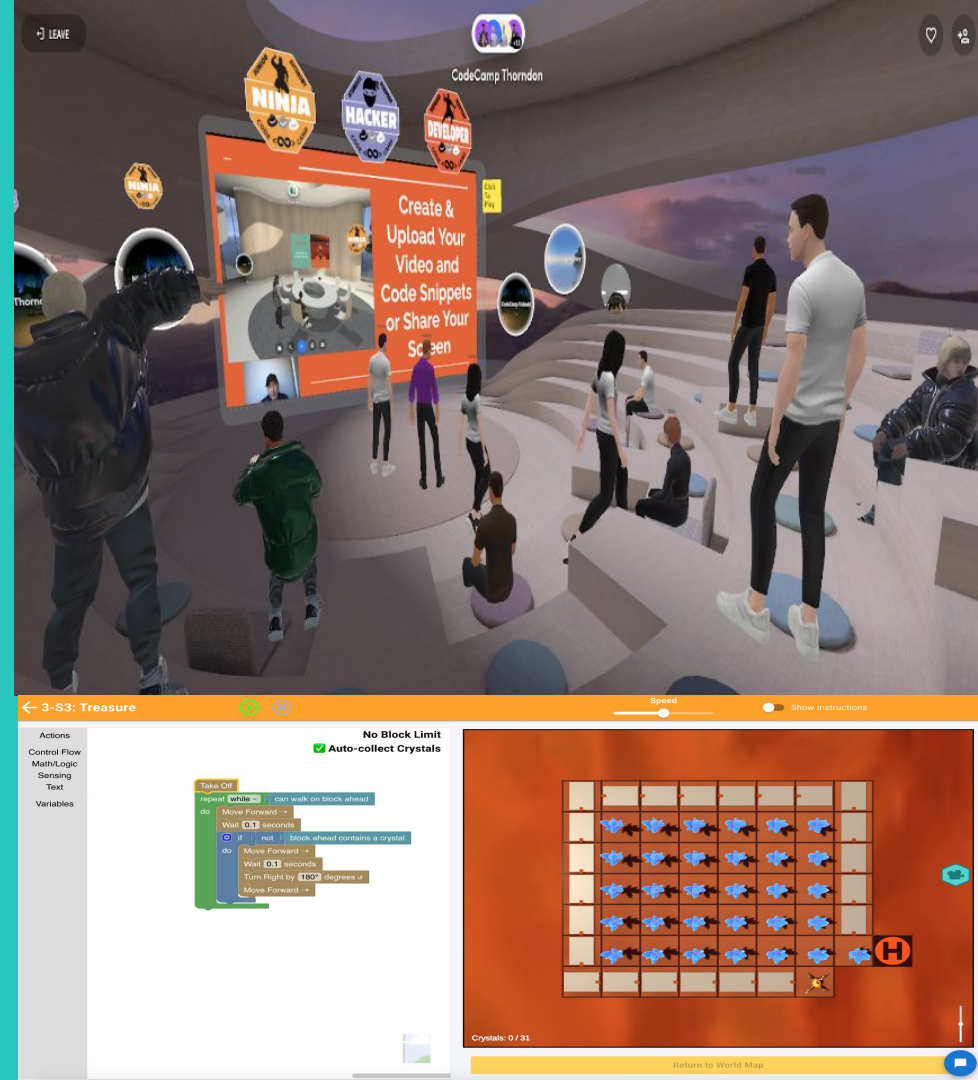 LEAVE
CodeCamp Thorndon
NINJA
HACKER
DEVELOPER
NINJA
Click
To
Play
Create &
Upload Your
Video and
Code Snippets
or Share Your
Screen
Thorn
3-S3: Treasure
Speed
Show Instructions
Actions
Control Flow
Math/Logic
Sensing
Text
Variables
No Block Limit
Auto-collect Crystals
Take Off
repeat while can walk on block ahead
do Move Forward
Wait 0.1 seconds
if not block ahead contains a crystal
do Move Forward
Wait 0.1 seconds
Turn Right by 180° degrees
Move Forward
H
Crystals: 0 / 31
Return to World Map